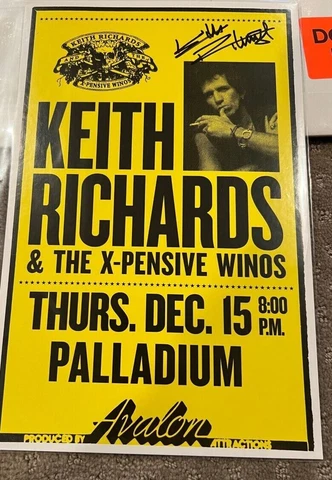 KEITH RICHARDS
X-PENSIVE WINOS
KEITH
RICHARDS
& THE X-PENSIVE WINOS
THURS. DEC. 15 8:00 P.M.
PALLADIUM
PRODUCED BY Avalon ATTRACTIONS